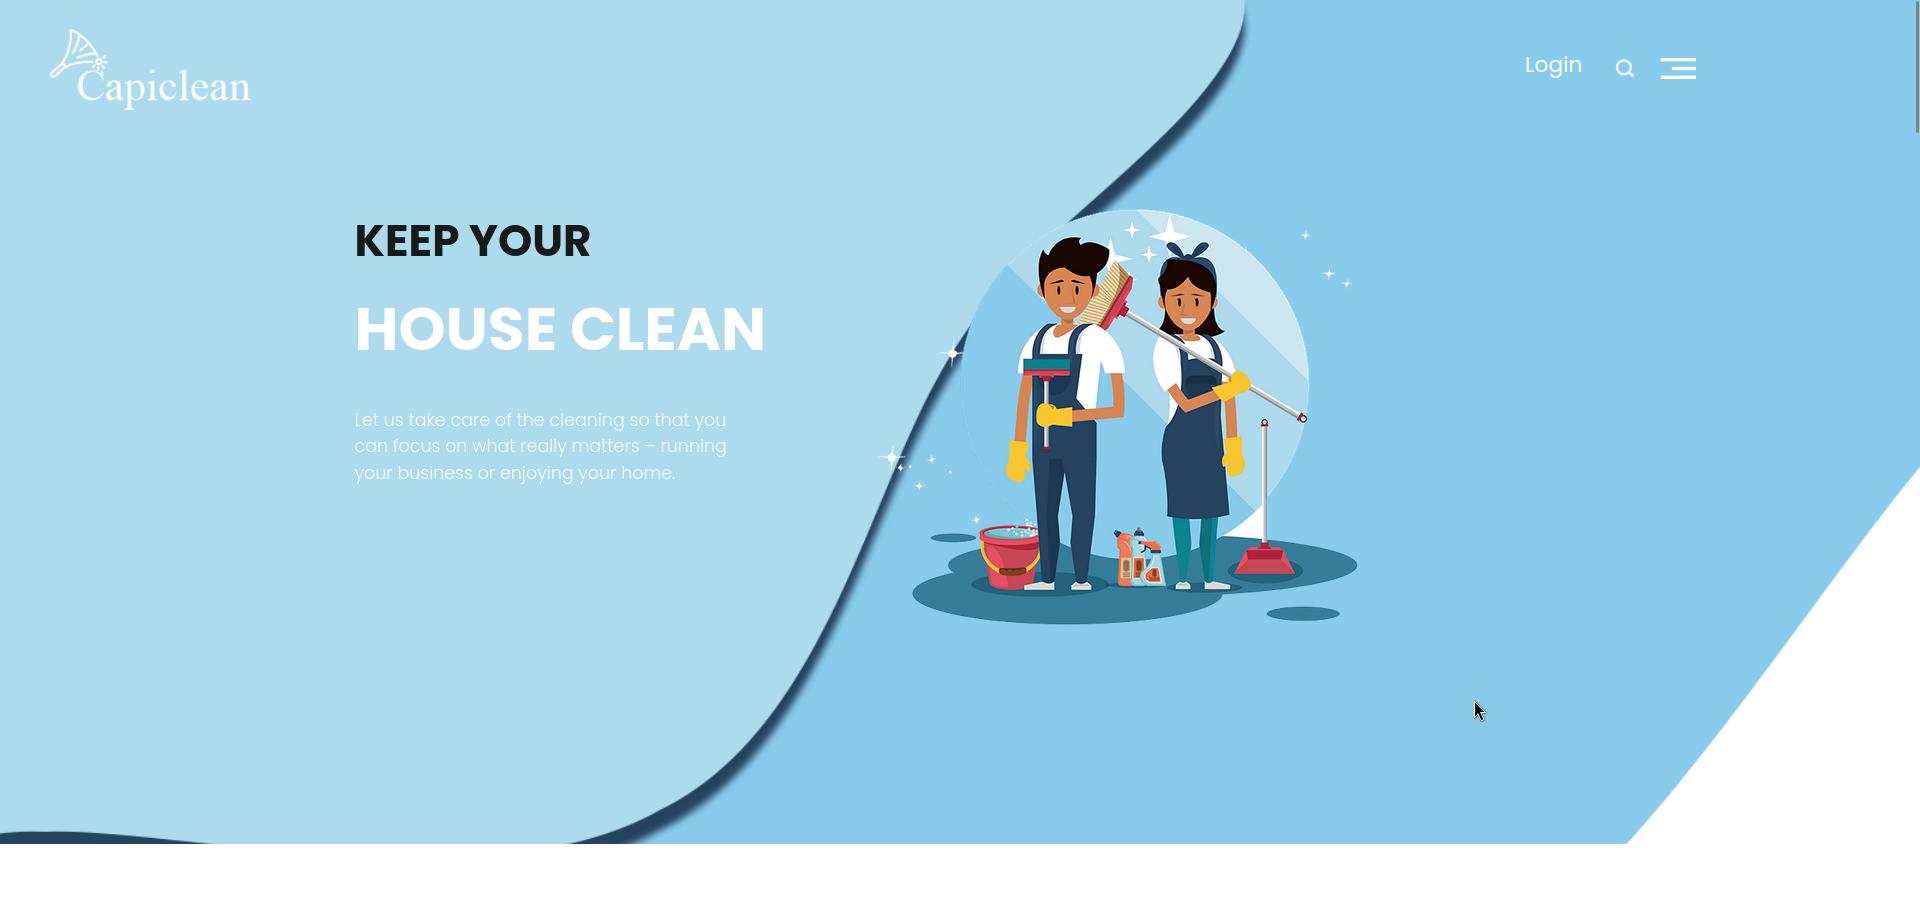 Capiclean
Login
KEEP YOUR
HOUSE CLEAN
Let us take care of the cleaning so that you
can focus on what really matters – running
your business or enjoying your home.